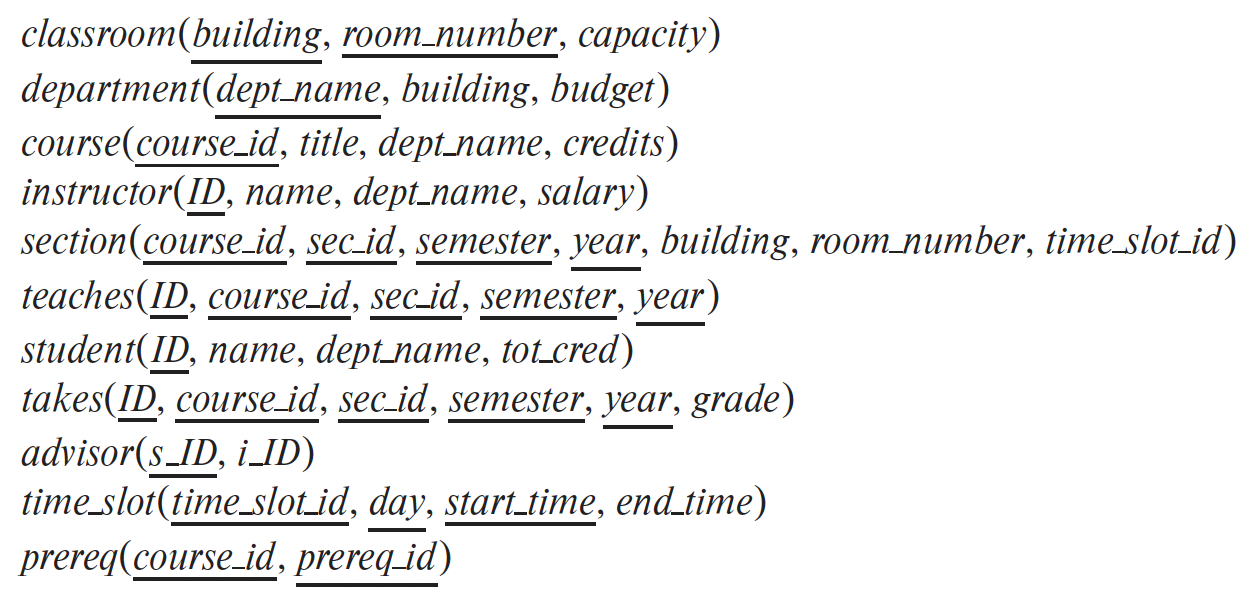 classroom(building, room_number, capacity)
department(dept_name, building, budget)
course(course_id, title, dept_name, credits)
instructor(ID, name, dept_name, salary)
section(course_id, sec_id, semester, year, building, room_number, time_slot_id)
teaches(ID, course_id, sec_id, semester, year)
student(ID, name, dept_name, tot_cred)
takes(ID, course_id, sec_id, semester, year, grade)
advisor(s_ID, i_ID)
time_slot(time_slot_id, day, start_time, end_time)
prereq(course_id, prereq_id)